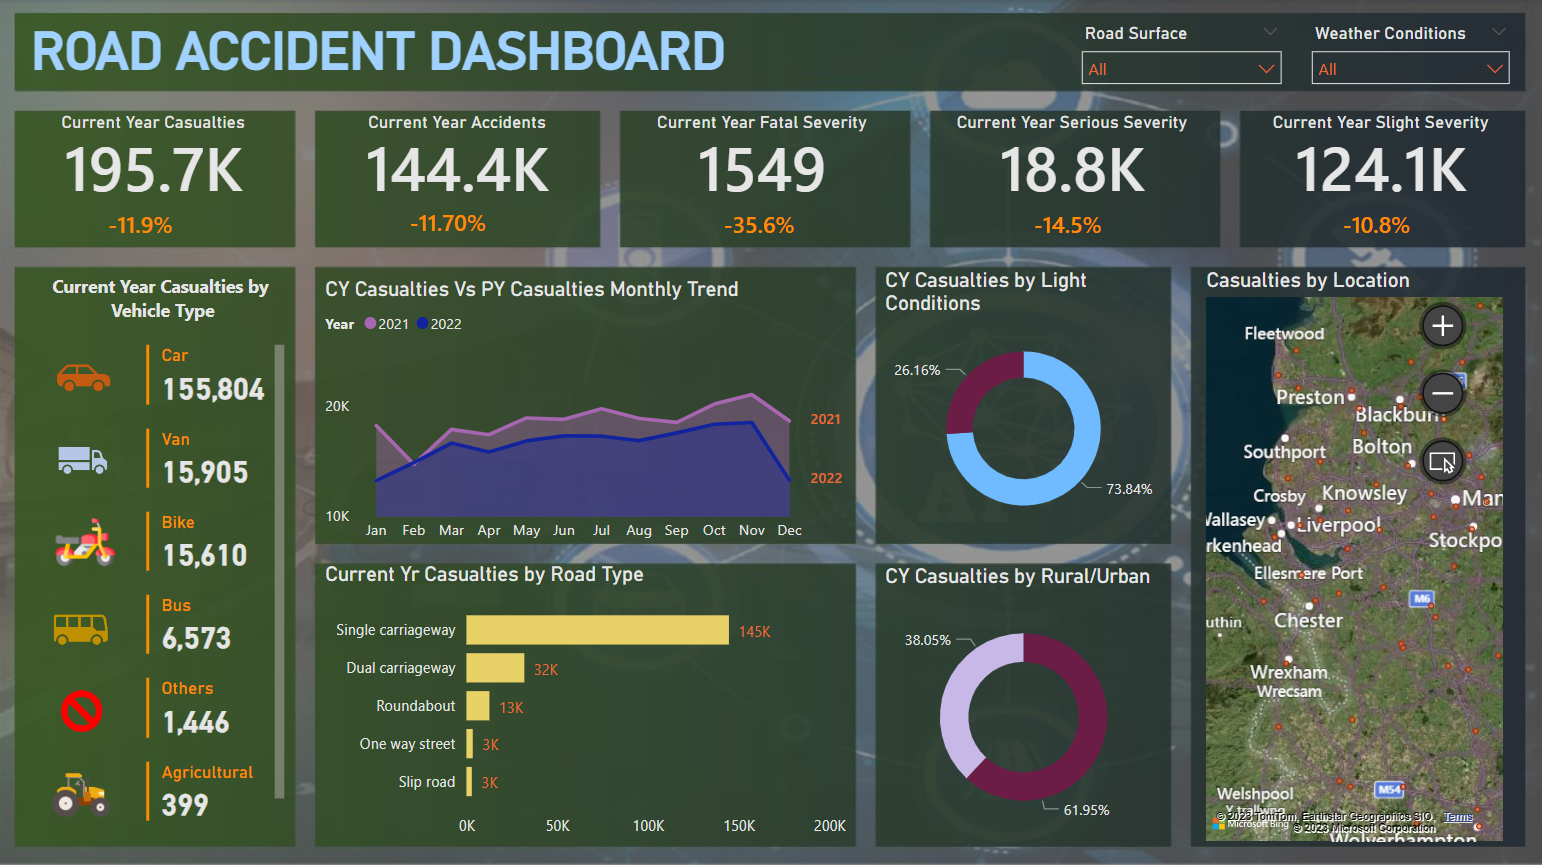 ROAD ACCIDENT DASHBOARD
Road Surface
All
Weather Conditions
All
Current Year Casualties
195.7K
-11.9%
Current Year Accidents
144.4K
-11.70%
Current Year Fatal Severity
1549
-35.6%
Current Year Serious Severity
18.8K
-14.5%
Current Year Slight Severity
124.1K
-10.8%
Current Year Casualties by
Vehicle Type
Car
155,804
Van
15,905
Bike
15,610
Bus
6,573
Others
1,446
Agricultural
399
CY Casualties Vs PY Casualties Monthly Trend
Year 2021 2022
20K
10K
2021
2022
Jan Feb Mar Apr May Jun Jul Aug Sep Oct Nov Dec
Current Yr Casualties by Road Type
Single carriageway 145K
Dual carriageway 32K
Roundabout 13K
One way street 3K
Slip road 3K
0K 50K 100K 150K 200K
CY Casualties by Light
Conditions
26.16%
73.84%
CY Casualties by Rural/Urban
38.05%
61.95%
Casualties by Location
Fleetwood
Preston
Blackburn
Southport
Bolton
Crosby
Knowsley
Man
Wallasey
Liverpool
rkenhead
Stockpo
Ellesmere Port
M6
uthin
Chester
Wrexham
Wrecsam
Welshpool
M54
Y trallwng
© 2023 TomTom, Earthstar Geographics SIO, Terms
Microsoft Bing
© 2023 Microsoft Corporation
Wolverhampton